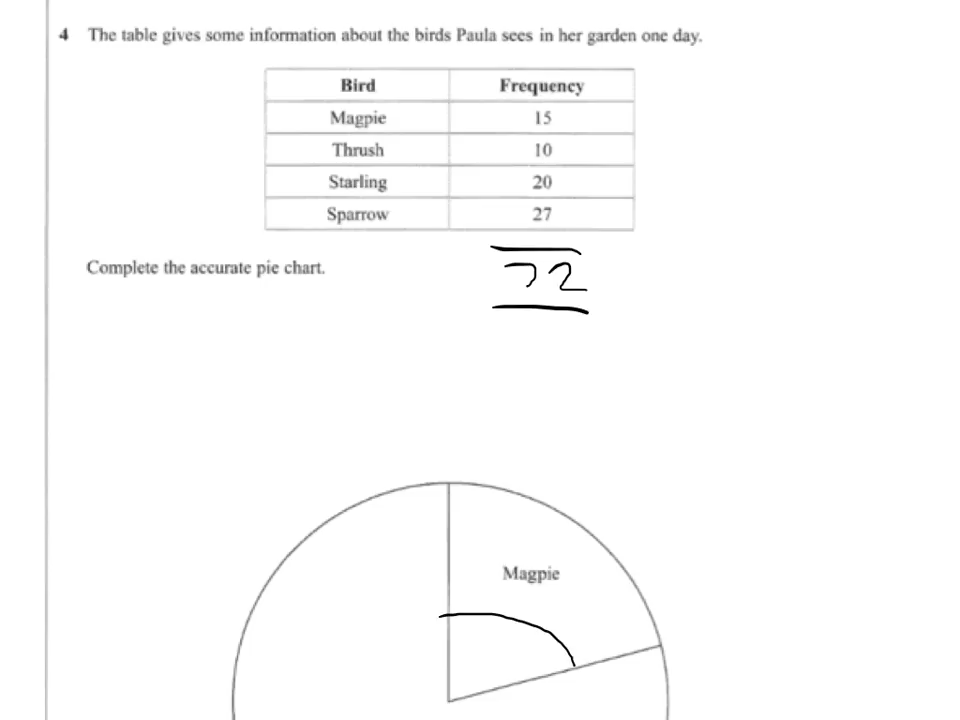 4 The table gives some information about the birds Paula sees in her garden one day.
Bird Frequency
Magpie 15
Thrush 10
Starling 20
Sparrow 27
72
Complete the accurate pie chart.
Magpie